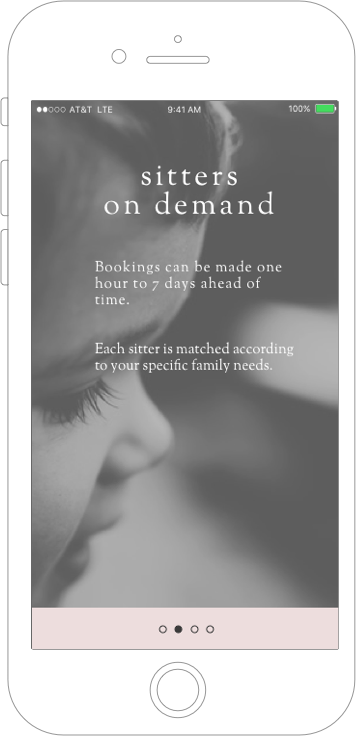 AT&T LTE 9:41 AM 100%
sitters
on demand
Bookings can be made one
hour to 7 days ahead of
time.
Each sitter is matched according
to your specific family needs.